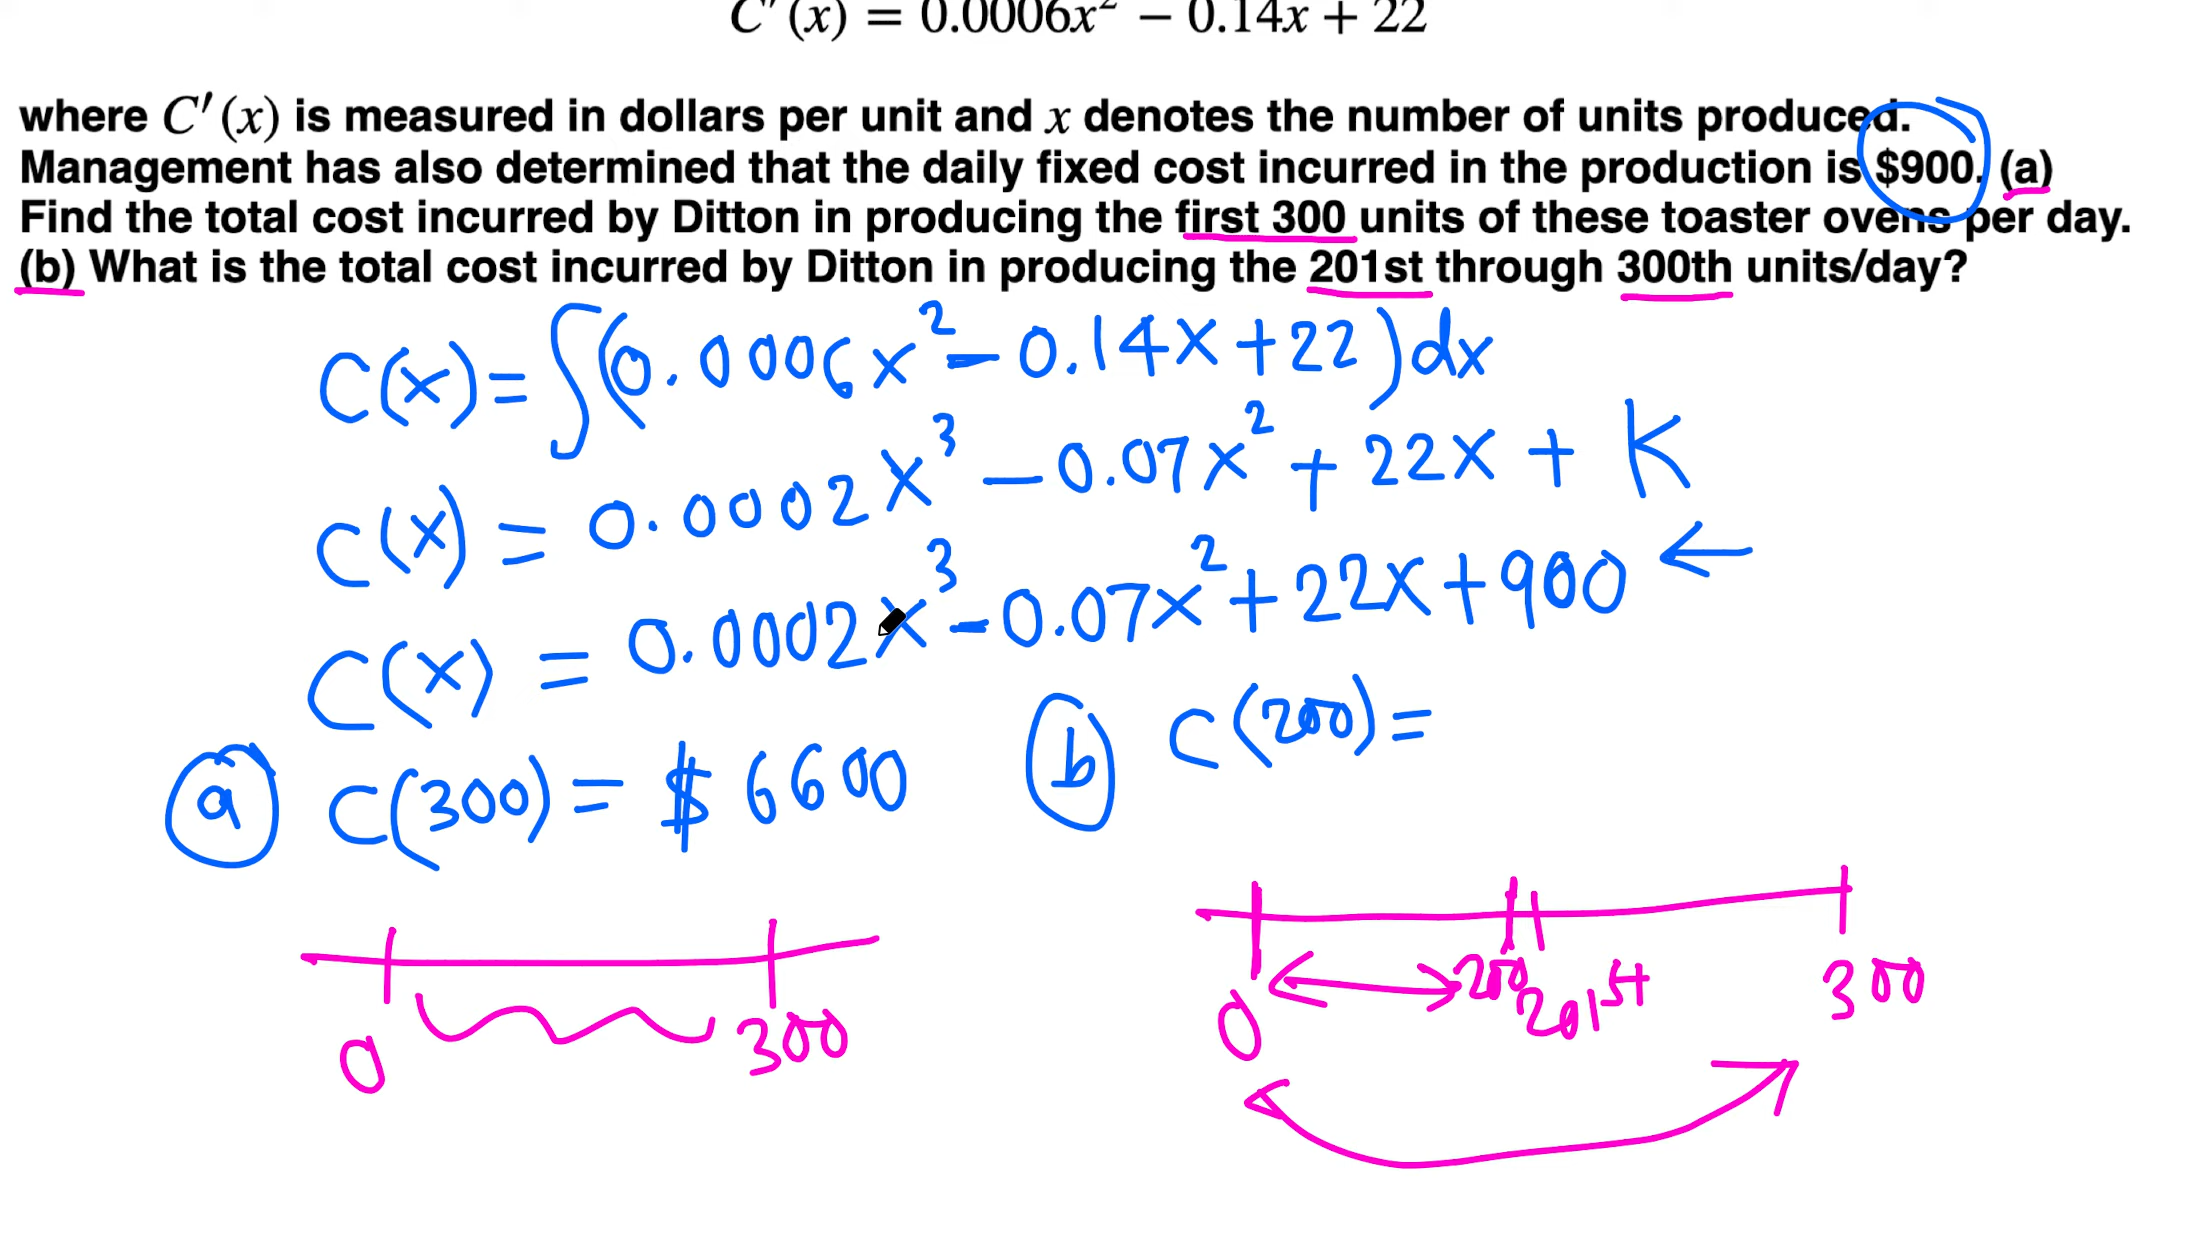 C′(x) = 0.0006x² − 0.14x + 22
where C′(x) is measured in dollars per unit and x denotes the number of units produced.
Management has also determined that the daily fixed cost incurred in the production is $900. (a)
Find the total cost incurred by Ditton in producing the first 300 units of these toaster ovens per day.
(b) What is the total cost incurred by Ditton in producing the 201st through 300th units/day?
C(x) = ∫(0.0006x² − 0.14x + 22)dx
C(x) = 0.0002x³ − 0.07x² + 22x + K
C(x) = 0.0002x³ − 0.07x² + 22x + 900 ←
a C(300) = $ 6600
b C(200) =
0 300
0 200 201st 300